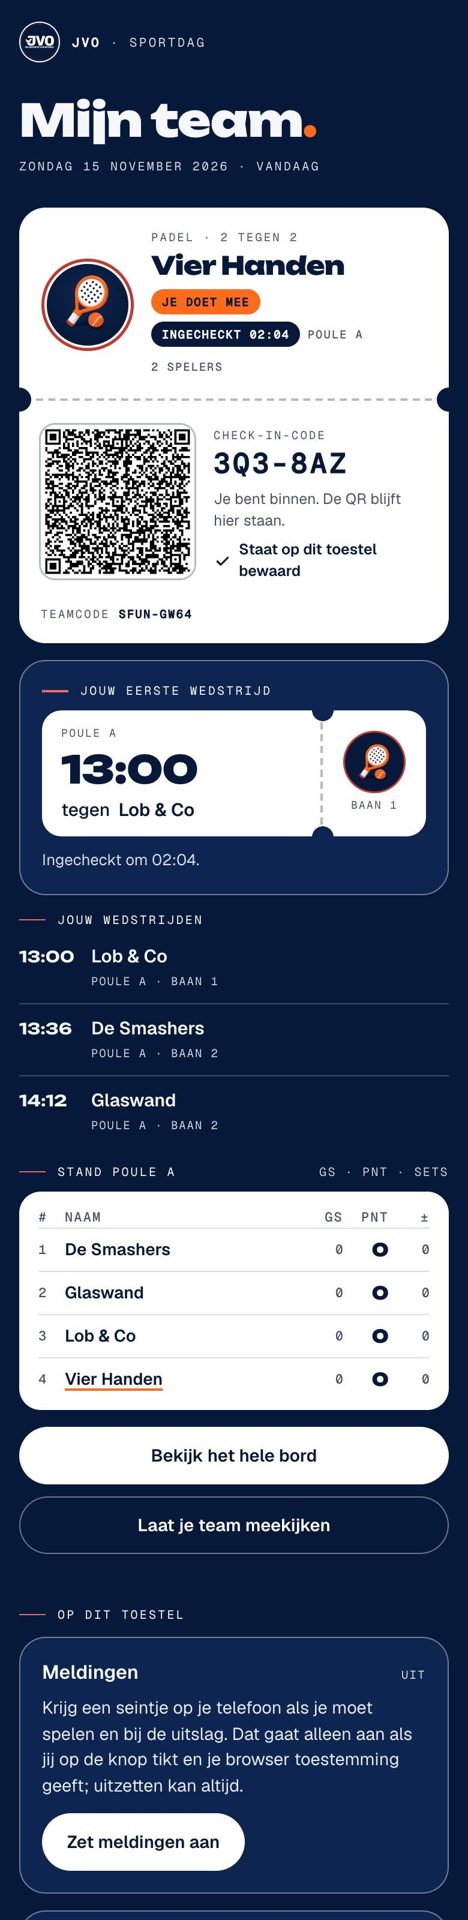 JVO
JVO · SPORTDAG
Mijn team.
ZONDAG 15 NOVEMBER 2026 · VANDAAG
PADEL · 2 TEGEN 2
Vier Handen
JE DOET MEE
INGECHECKT 02:04 POULE A
2 SPELERS
CHECK-IN-CODE
3Q3-8AZ
Je bent binnen. De QR blijft
hier staan.
Staat op dit toestel
bewaard
TEAMCODE SFUN-GW64
JOUW EERSTE WEDSTRIJD
POULE A
13:00
tegen Lob & Co
BAAN 1
Ingecheckt om 02:04.
JOUW WEDSTRIJDEN
13:00 Lob & Co
POULE A · BAAN 1
13:36 De Smashers
POULE A · BAAN 2
14:12 Glaswand
POULE A · BAAN 2
STAND POULE A GS · PNT · SETS
# NAAM GS PNT ±
1 De Smashers 0 0 0
2 Glaswand 0 0 0
3 Lob & Co 0 0 0
4 Vier Handen 0 0 0
Bekijk het hele bord
Laat je team meekijken
OP DIT TOESTEL
Meldingen UIT
Krijg een seintje op je telefoon als je moet
spelen en bij de uitslag. Dat gaat alleen aan als
jij op de knop tikt en je browser toestemming
geeft; uitzetten kan altijd.
Zet meldingen aan